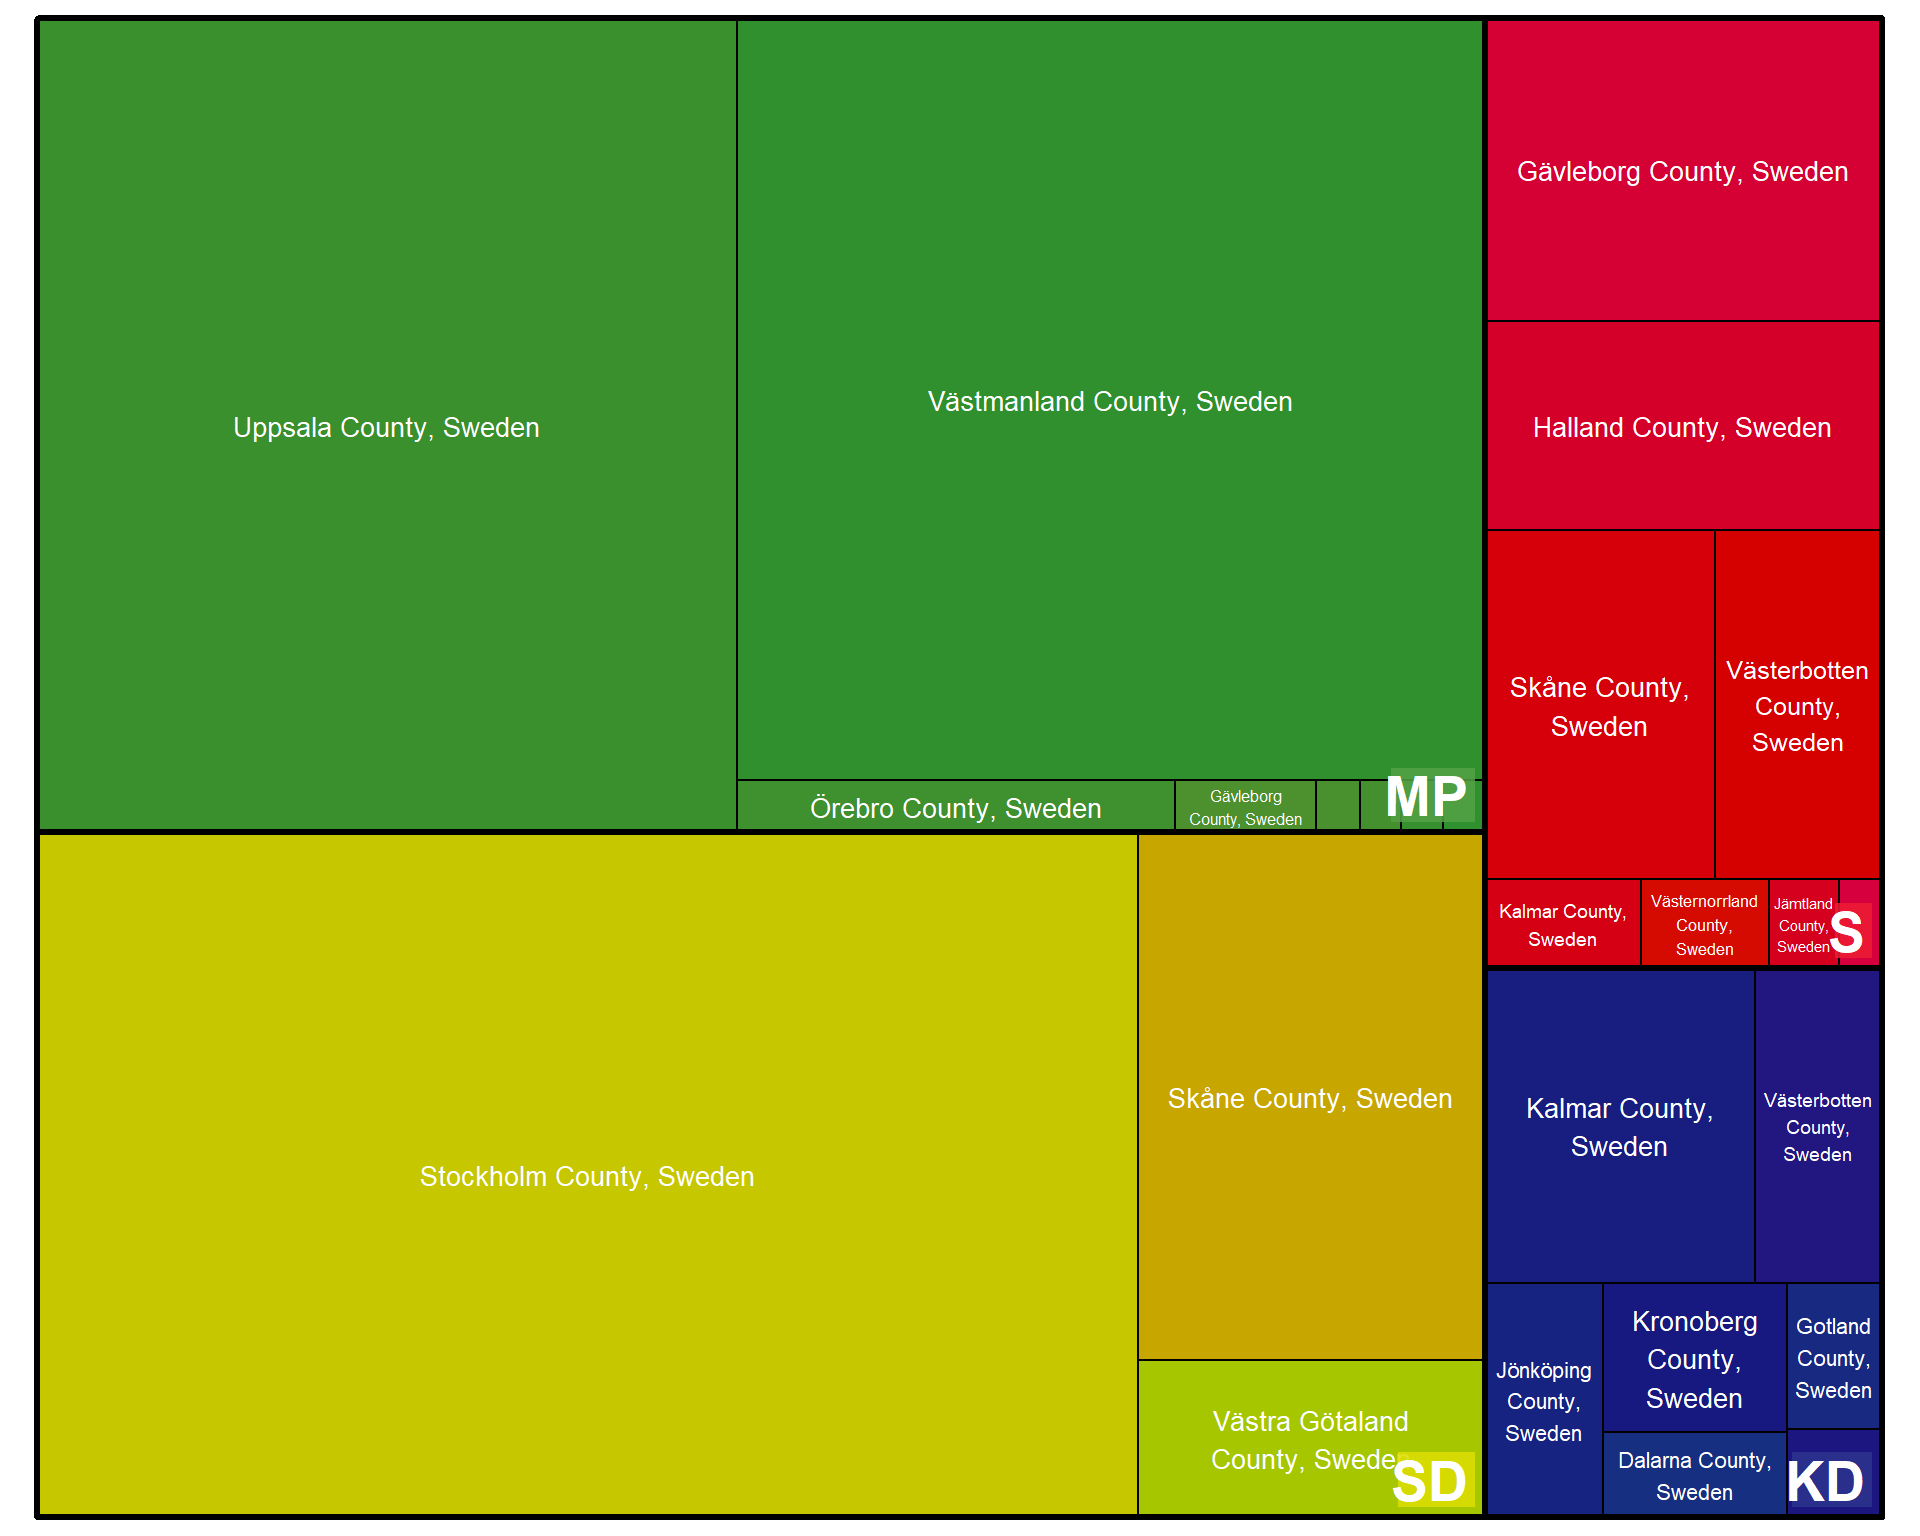 Uppsala County, Sweden
Västmanland County, Sweden
Örebro County, Sweden
Gävleborg
County, Sweden
MP
Stockholm County, Sweden
Skåne County, Sweden
Västra Götaland
County, Sweden
SD
Gävleborg County, Sweden
Halland County, Sweden
Skåne County,
Sweden
Västerbotten
County,
Sweden
Kalmar County,
Sweden
Västernorrland
County,
Sweden
Jämtland
County,
Sweden
S
Kalmar County,
Sweden
Västerbotten
County,
Sweden
Jönköping
County,
Sweden
Kronoberg
County,
Sweden
Gotland
County,
Sweden
Dalarna County,
Sweden
KD